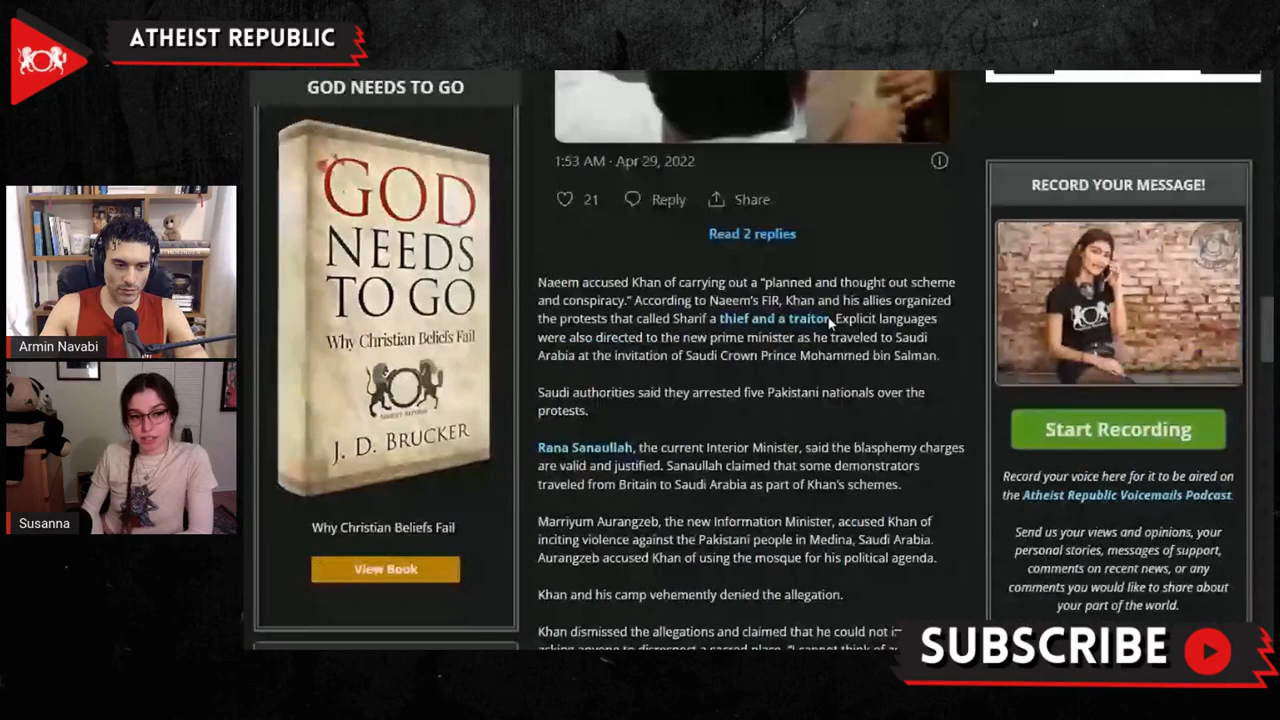 ATHEIST REPUBLIC
GOD NEEDS TO GO
GOD
NEEDS
TO GO
Why Christian Beliefs Fail
J. D. BRUCKER
Why Christian Beliefs Fail
View Book
Armin Navabi
Susanna
1:53 AM · Apr 29, 2022
21 Reply Share
Read 2 replies
Naeem accused Khan of carrying out a “planned and thought out scheme
and conspiracy.” According to Naeem’s FIR, Khan and his allies organized
the protests that called Sharif a thief and a traitor. Explicit languages
were also directed to the new prime minister as he traveled to Saudi
Arabia at the invitation of Saudi Crown Prince Mohammed bin Salman.
Saudi authorities said they arrested five Pakistani nationals over the
protests.
Rana Sanaullah, the current Interior Minister, said the blasphemy charges
are valid and justified. Sanaullah claimed that some demonstrators
traveled from Britain to Saudi Arabia as part of Khan’s schemes.
Marriyum Aurangzeb, the new Information Minister, accused Khan of
inciting violence against the Pakistani people in Medina, Saudi Arabia.
Aurangzeb accused Khan of using the mosque for his political agenda.
Khan and his camp vehemently denied the allegation.
Khan dismissed the allegations and claimed that he could not
asking anyone to disrespect a sacred place. “I cannot think of
RECORD YOUR MESSAGE!
Start Recording
Record your voice here for it to be aired on
the Atheist Republic Voicemails Podcast.
Send us your views and opinions, your
personal stories, messages of support,
comments on recent news, or any
comments you would like to share about
your part of the world.
SUBSCRIBE